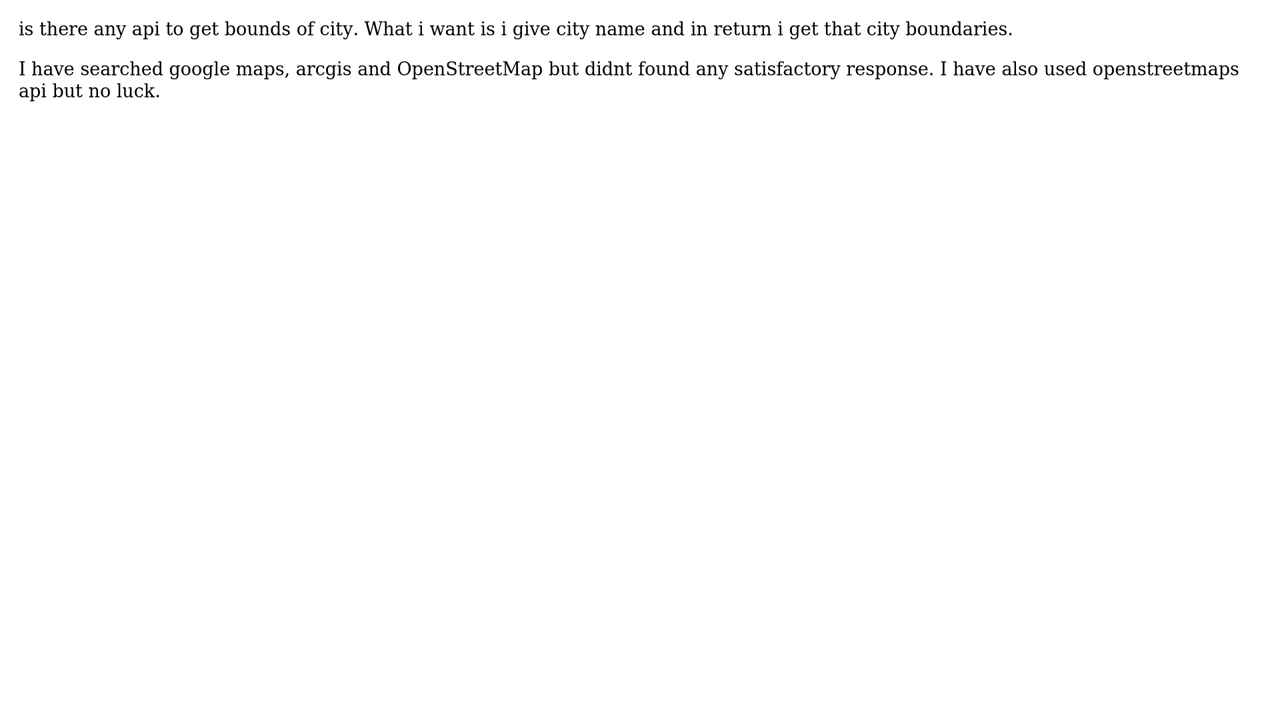 is there any api to get bounds of city. What i want is i give city name and in return i get that city boundaries.
I have searched google maps, arcgis and OpenStreetMap but didnt found any satisfactory response. I have also used openstreetmaps
api but no luck.